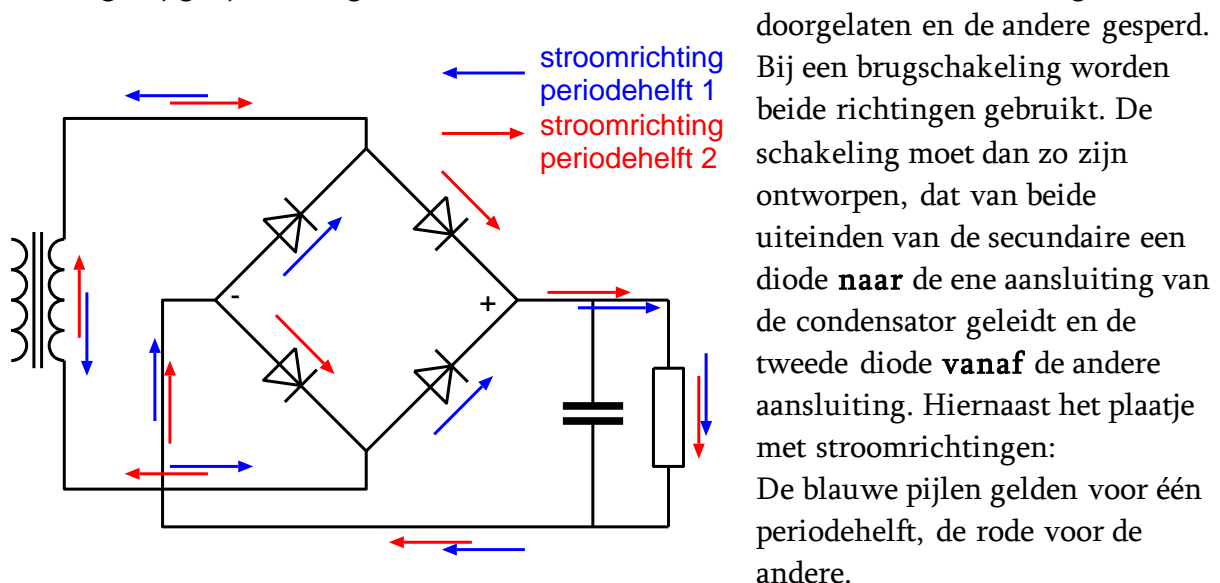 doorgelaten en de andere gesperd.
stroomrichting
periodehelft 1
stroomrichting
periodehelft 2
-
+
Bij een brugschakeling worden
beide richtingen gebruikt. De
schakeling moet dan zo zijn
ontworpen, dat van beide
uiteinden van de secundaire een
diode naar de ene aansluiting van
de condensator geleidt en de
tweede diode vanaf de andere
aansluiting. Hiernaast het plaatje
met stroomrichtingen:
De blauwe pijlen gelden voor één
periodehelft, de rode voor de
andere.